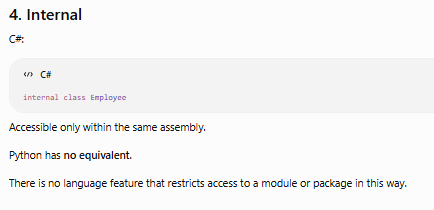 4. Internal
C#:
</> C#
internal class Employee
Accessible only within the same assembly.
Python has no equivalent.
There is no language feature that restricts access to a module or package in this way.